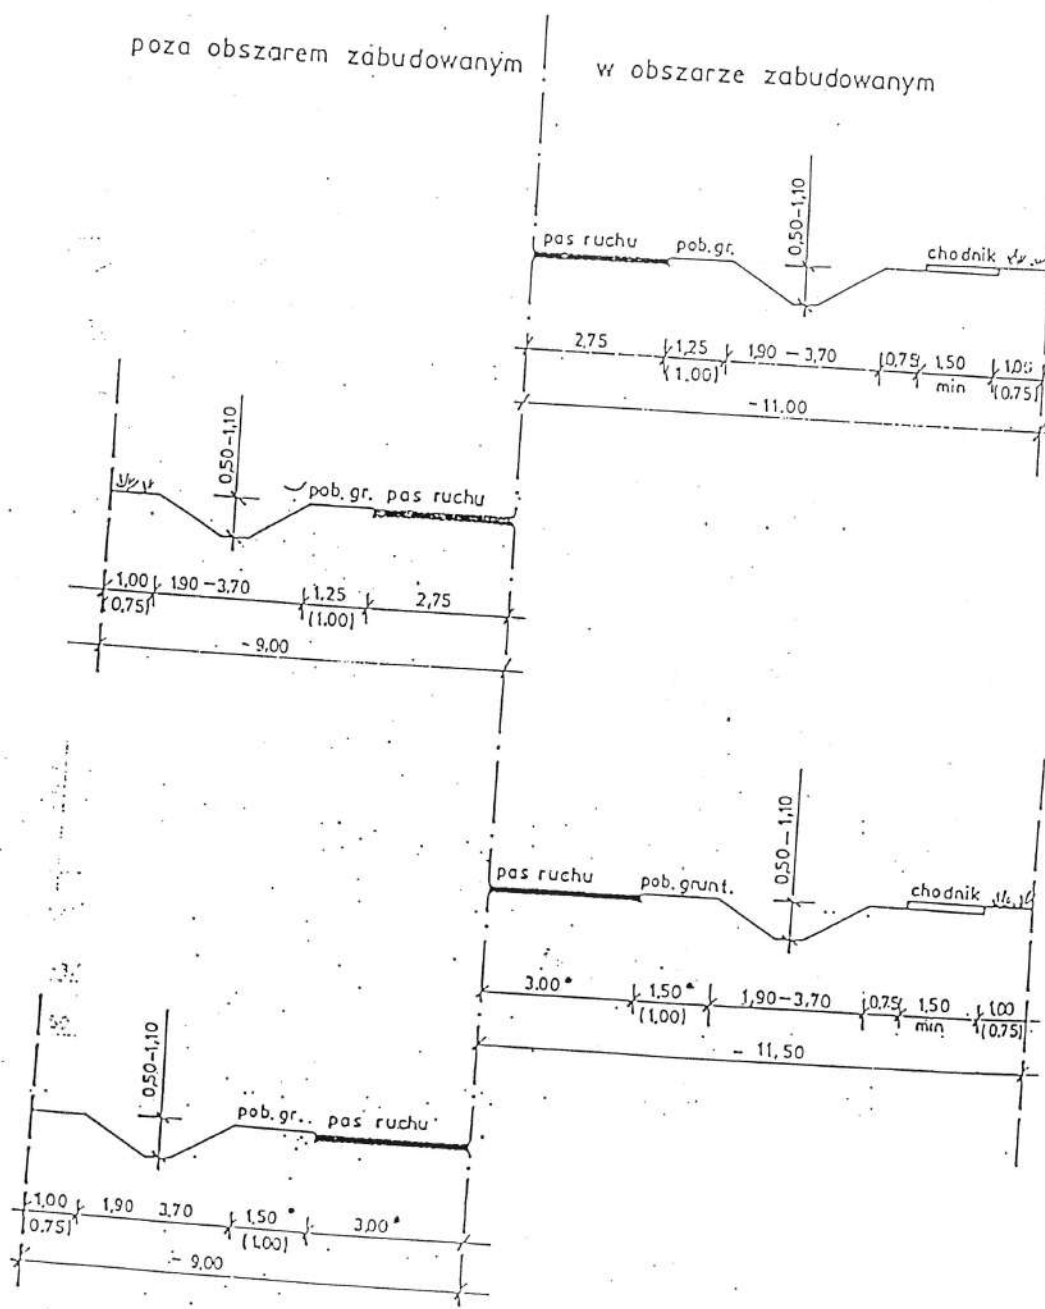 poza obszarem zabudowanym
w obszarze zabudowanym
0,50-1,10
pas ruchu pob.gr. chodnik
2,75 1,25 1,90-3,70 0,75 1,50 1,00
(1,00) min (0,75)
~11.00
0,50-1,10
pob.gr. pas ruchu
1,00 1,90-3,70 1,25 2,75
(0,75) (1,00)
~9,00
0,50-1,10
pas ruchu pob.grunt. chodnik
3.00* 1,50* 1,90-3,70 0,75 1,50 1,00
(1,00) min (0,75)
~11,50
0,50-1,10
pob.gr. pas ruchu
1,00 1,90 3,70 1,50* 3,00*
(0,75) (1,00)
~9,00